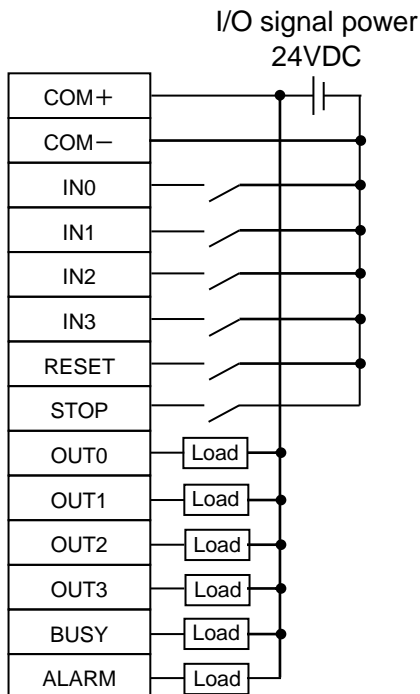 I/O signal power
24VDC
COM+
COM−
IN0
IN1
IN2
IN3
RESET
STOP
OUT0 Load
OUT1 Load
OUT2 Load
OUT3 Load
BUSY Load
ALARM Load